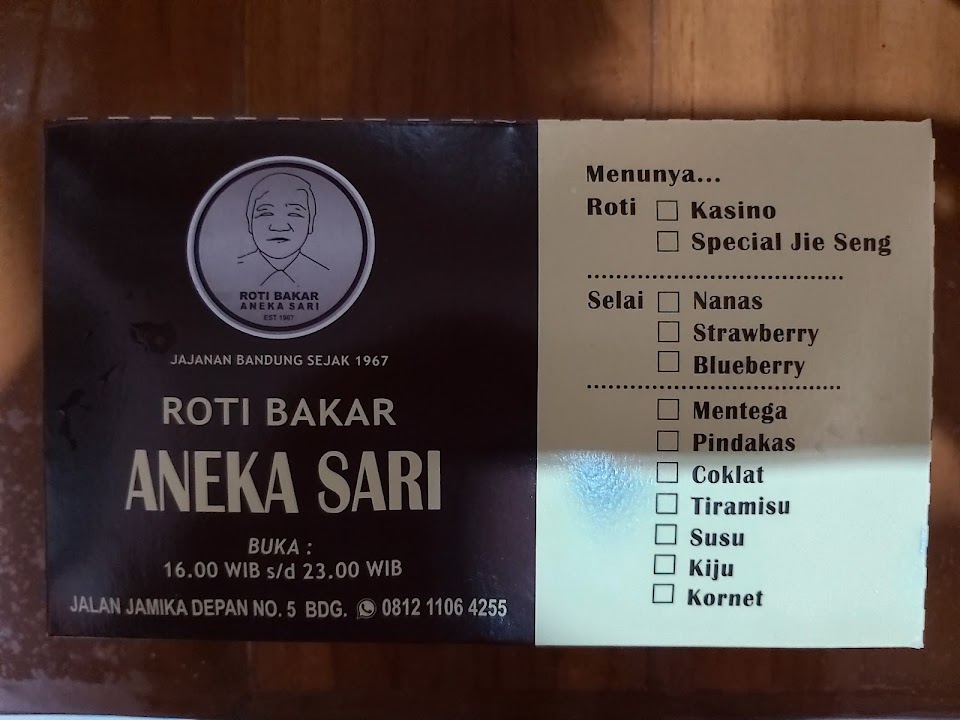 ROTI BAKAR
ANEKA SARI
EST 1967
JAJANAN BANDUNG SEJAK 1967
ROTI BAKAR
ANEKA SARI
BUKA :
16.00 WIB s/d 23.00 WIB
JALAN JAMIKA DEPAN NO. 5 BDG. 0812 1106 4255
Menunya...
Roti Kasino
Special Jie Seng
Selai Nanas
Strawberry
Blueberry
Mentega
Pindakas
Coklat
Tiramisu
Susu
Kiju
Kornet